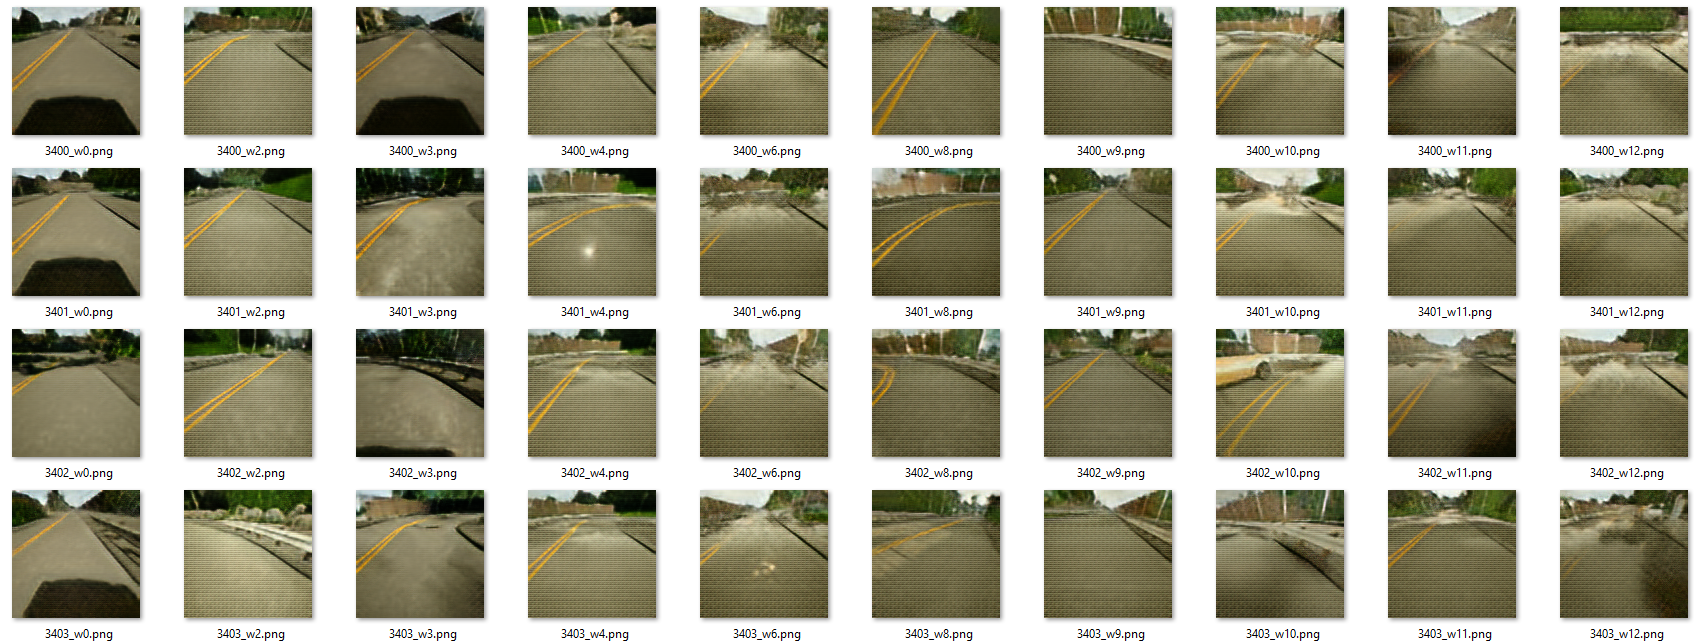 3400_w0.png 3400_w2.png 3400_w3.png 3400_w4.png 3400_w6.png 3400_w8.png 3400_w9.png 3400_w10.png 3400_w11.png 3400_w12.png
3401_w0.png 3401_w2.png 3401_w3.png 3401_w4.png 3401_w6.png 3401_w8.png 3401_w9.png 3401_w10.png 3401_w11.png 3401_w12.png
3402_w0.png 3402_w2.png 3402_w3.png 3402_w4.png 3402_w6.png 3402_w8.png 3402_w9.png 3402_w10.png 3402_w11.png 3402_w12.png
3403_w0.png 3403_w2.png 3403_w3.png 3403_w4.png 3403_w6.png 3403_w8.png 3403_w9.png 3403_w10.png 3403_w11.png 3403_w12.png